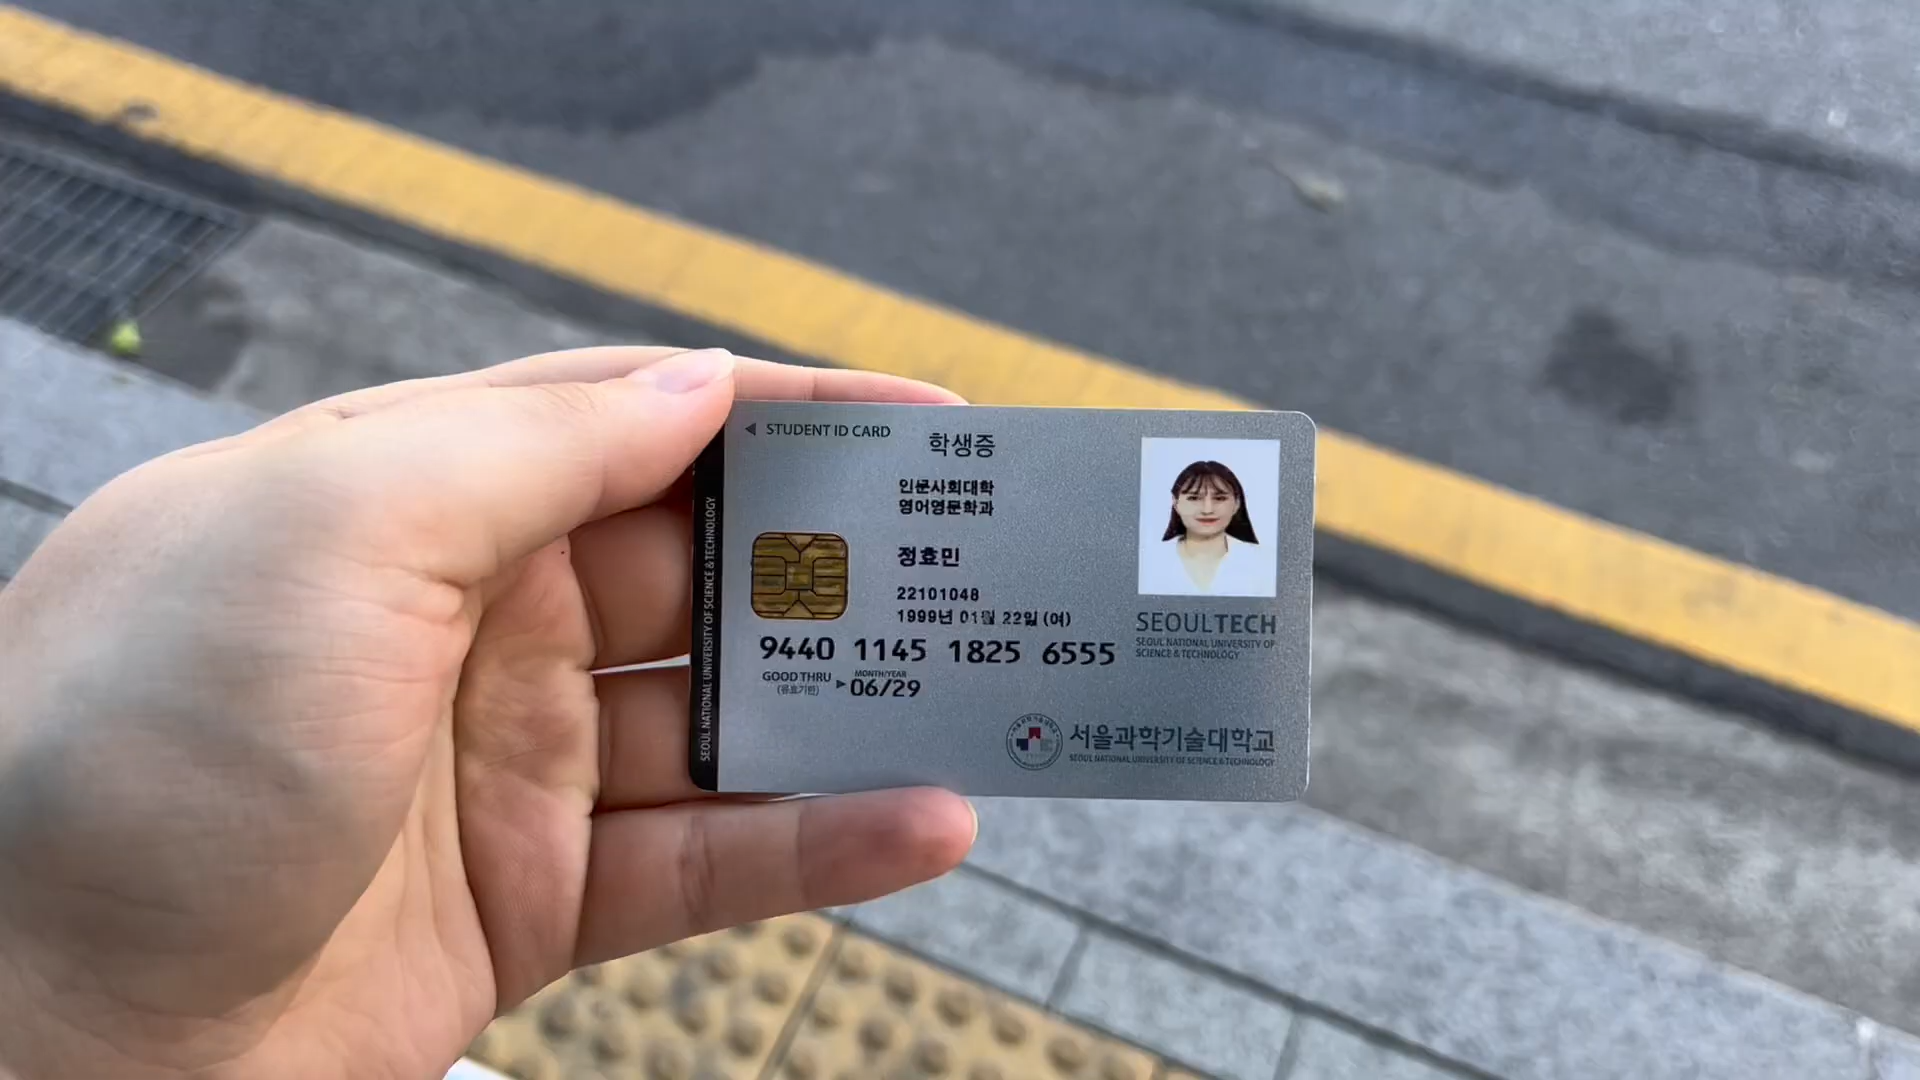 STUDENT ID CARD
학생증
인문사회대학
영어영문학과
정효민
22101048
1999년 01월 22일 (여)
9440 1145 1825 6555
GOOD THRU
(유효기한)
MONTH/YEAR
06/29
SEOULTECH
SEOUL NATIONAL UNIVERSITY OF
SCIENCE & TECHNOLOGY
서울과학기술대학교
SEOUL NATIONAL UNIVERSITY OF SCIENCE & TECHNOLOGY
SEOUL NATIONAL UNIVERSITY OF SCIENCE & TECHNOLOGY